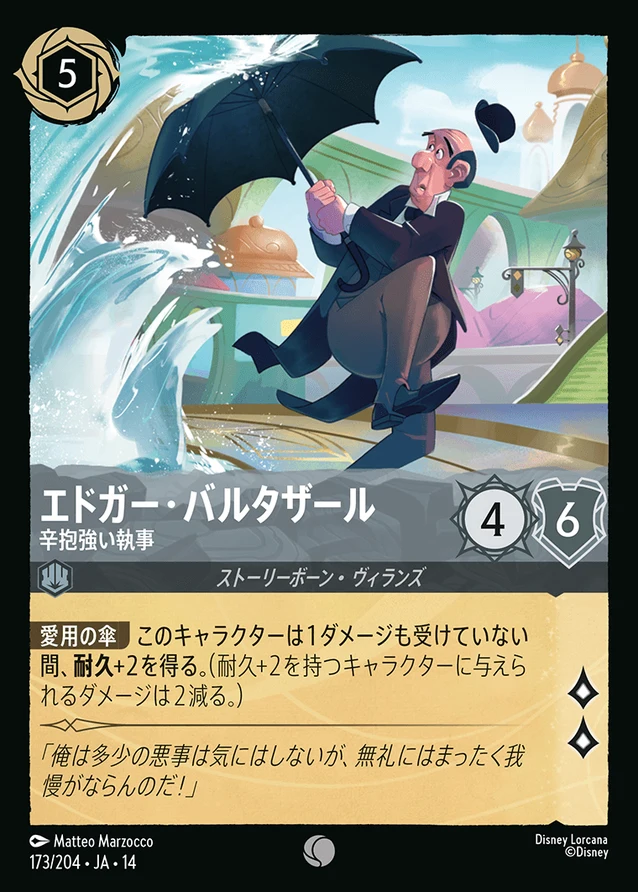 5
エドガー・バルタザール
辛抱強い執事
4
6
ストーリーボーン・ヴィランズ
愛用の傘 このキャラクターは1ダメージも受けていない
間、耐久+2を得る。(耐久+2を持つキャラクターに与えら
れるダメージは2減る。)
「俺は多少の悪事は気にはしないが、無礼にはまったく我
慢がならんのだ!」
Matteo Marzocco
Disney Lorcana
173/204・JA・14
©Disney